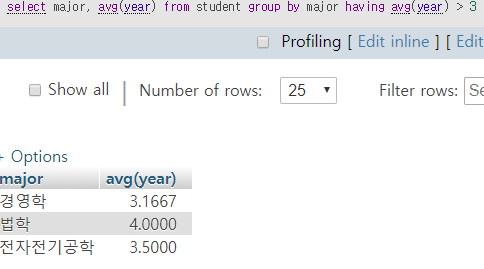 select major, avg(year) from student group by major having avg(year) > 3
Profiling [ Edit inline ] [ Edit
Show all | Number of rows: 25 Filter rows: Se
+ Options
major avg(year)
경영학 3.1667
법학 4.0000
전자전기공학 3.5000